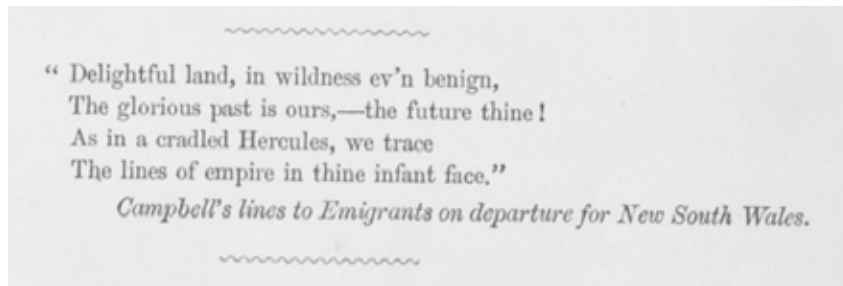 “ Delightful land, in wildness ev’n benign,
The glorious past is ours,—the future thine!
As in a cradled Hercules, we trace
The lines of empire in thine infant face.”
Campbell’s lines to Emigrants on departure for New South Wales.